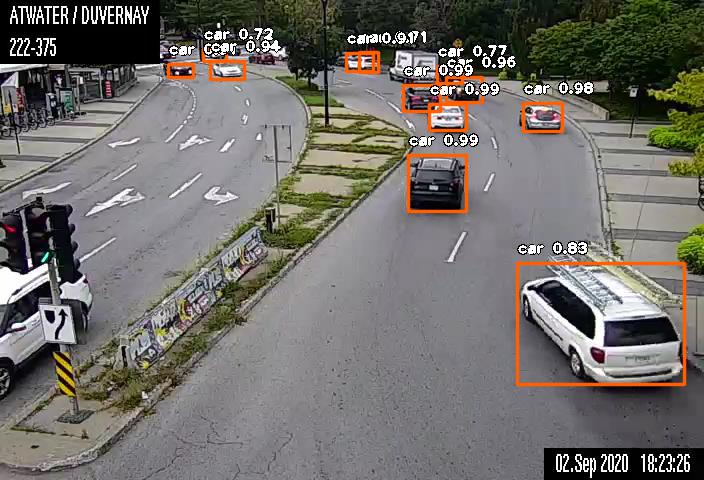 ATWATER / DUVERNAY
222-375
car 0.72
car 0.94
car 0.77
car 0.96
car 0.99
car 0.99
car 0.98
car 0.99
car 0.83
02.Sep 2020 18:23:26